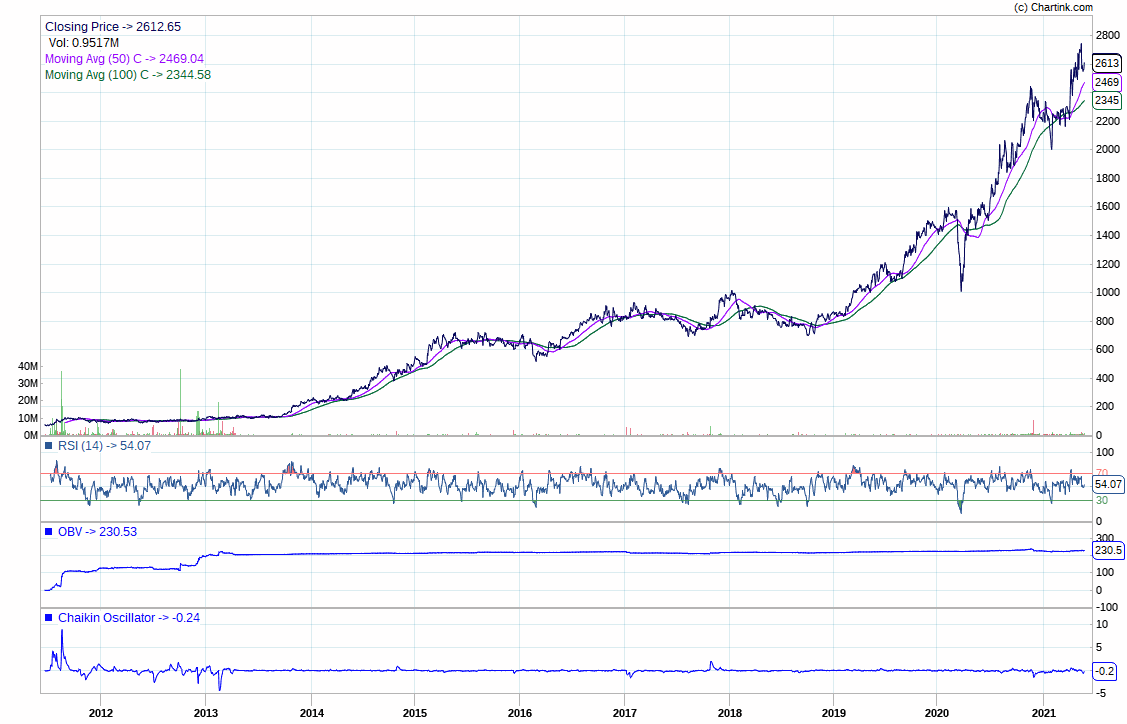 (c) Chartink.com
Closing Price -> 2612.65
Vol: 0.9517M
Moving Avg (50) C -> 2469.04
Moving Avg (100) C -> 2344.58
2800
2613
2469
2345
2200
2000
1800
1600
1400
1200
1000
800
600
400
200
0
40M
30M
20M
10M
0M
RSI (14) -> 54.07
100
70
54.07
30
0
OBV -> 230.53
300
230.5
100
0
-100
Chaikin Oscillator -> -0.24
10
5
-0.2
-5
2012 2013 2014 2015 2016 2017 2018 2019 2020 2021